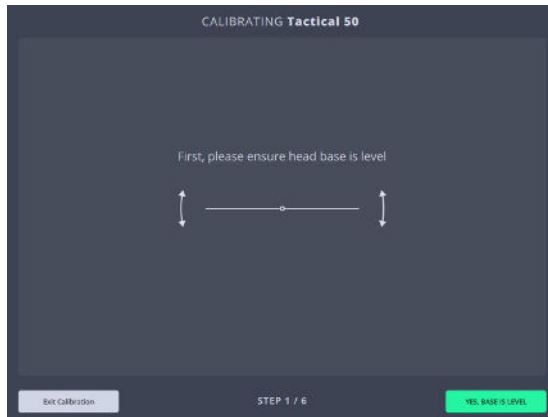 CALIBRATING Tactical 50
First, please ensure head base is level
Exit Calibration
STEP 1 / 6
YES, BASE IS LEVEL